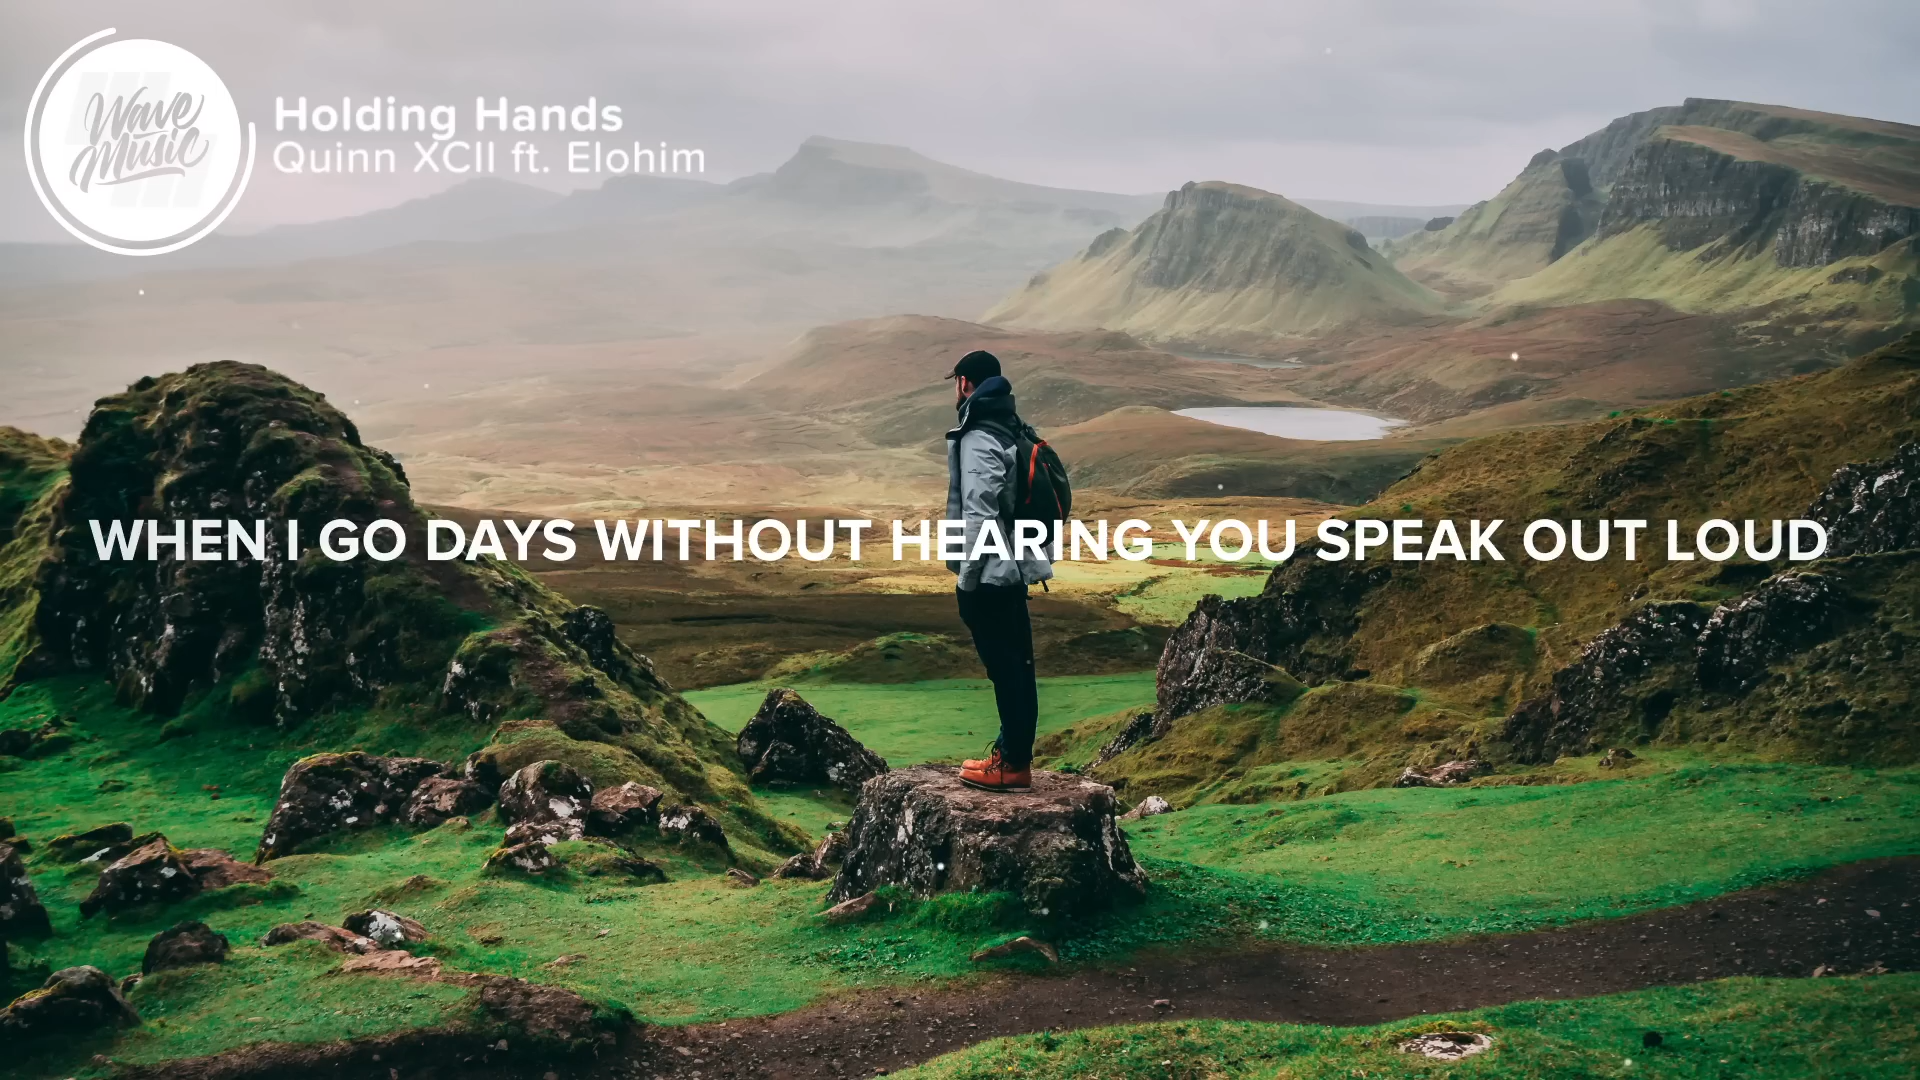 Wave
Music
Holding Hands
Quinn XCII ft. Elohim
WHEN I GO DAYS WITHOUT HEARING YOU SPEAK OUT LOUD